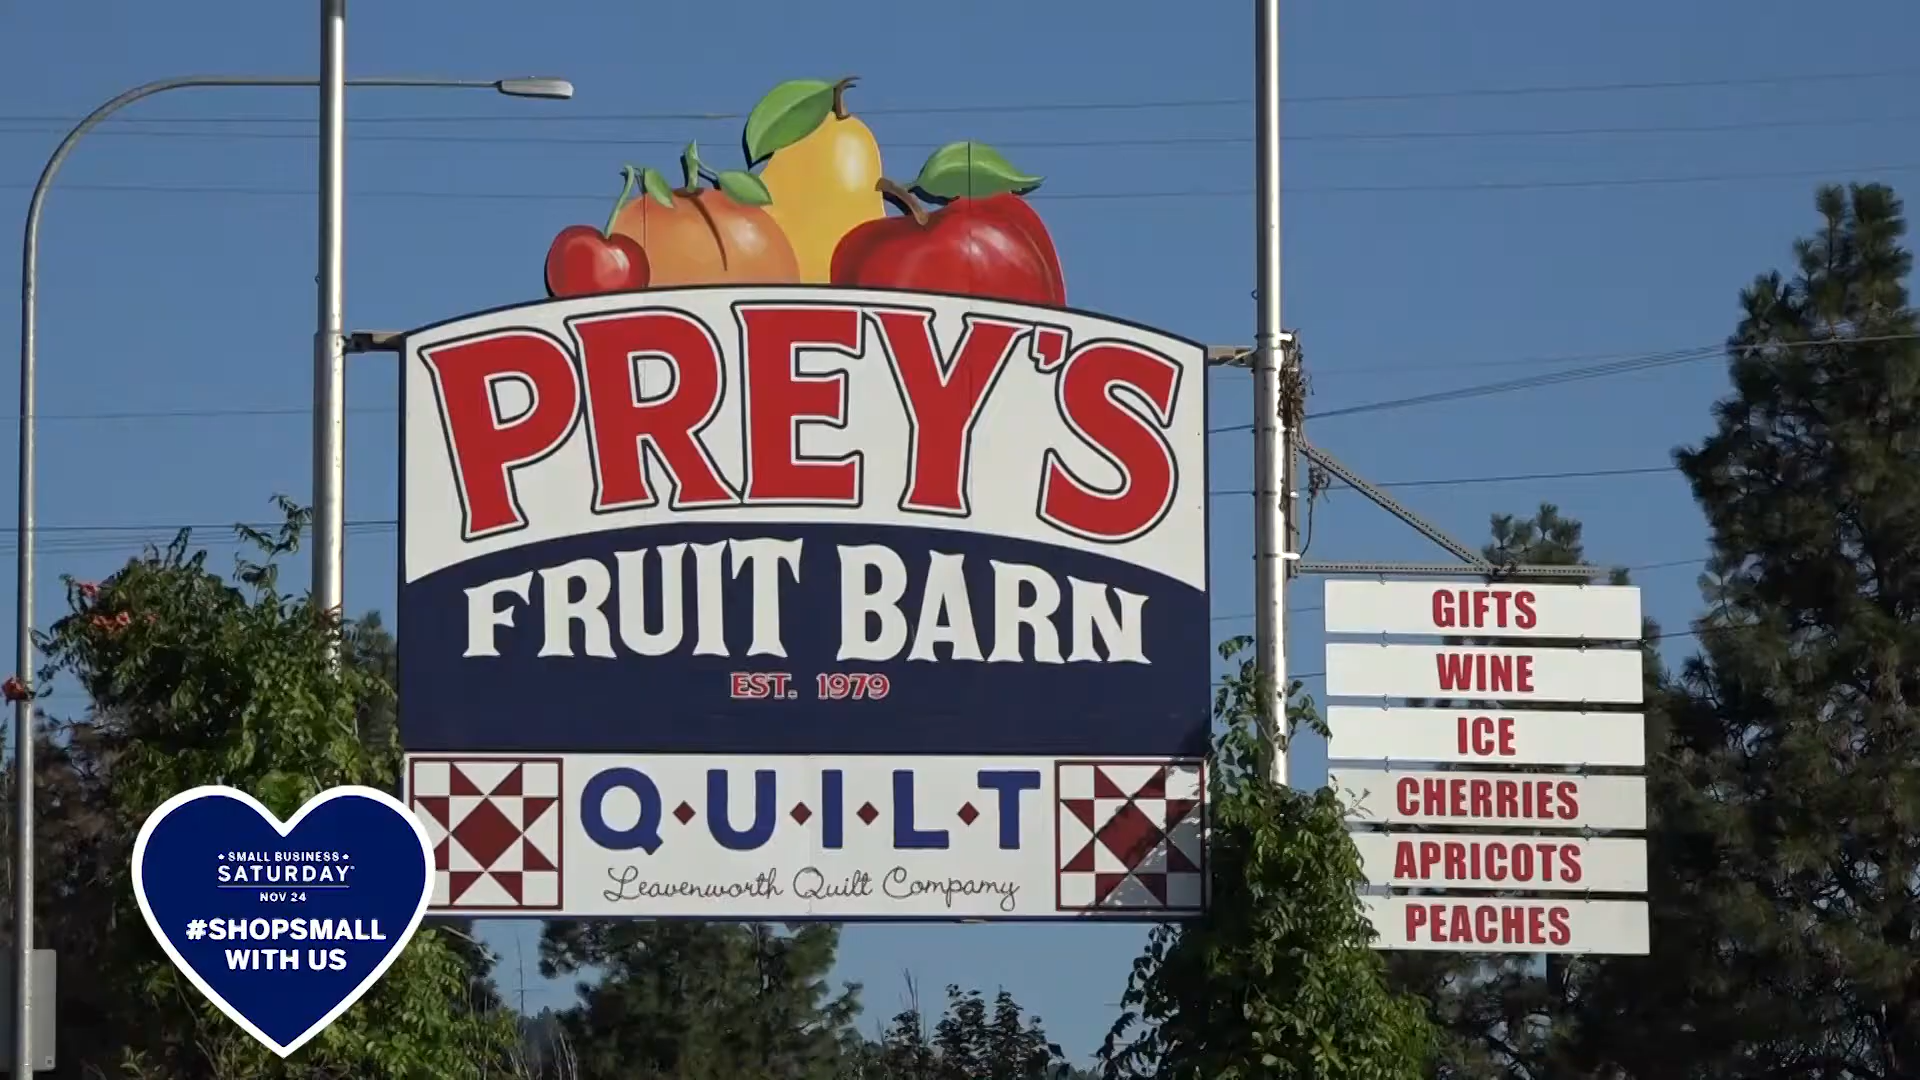 PREY'S
FRUIT BARN
EST. 1979
Q·U·I·L·T
Leavenworth Quilt Company
GIFTS
WINE
ICE
CHERRIES
APRICOTS
PEACHES
SMALL BUSINESS
SATURDAY
NOV 24
#SHOPSMALL
WITH US